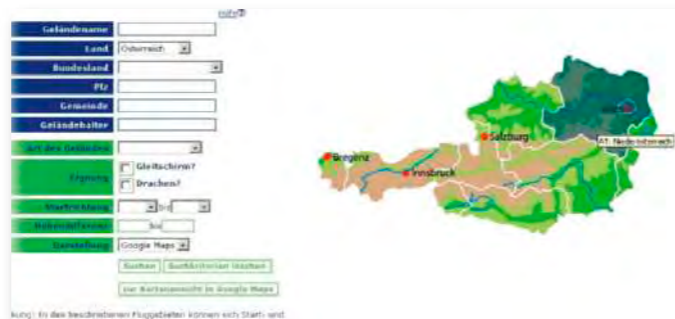 Hilfe
Geländename
Land Österreich
Bundesland
Plz
Gemeinde
Geländehalter
Art des Geländes
Eignung Gleitschirm?
Drachen?
Startrichtung bis
Höhendifferenz bis
Darstellung Google Maps
Suchen Suchkriterien löschen
zur Kartenansicht in Google Maps
kung! In den beschriebenen Fluggebieten können sich Start- und
Salzburg
AT: Niederösterreich
Bregenz
Innsbruck